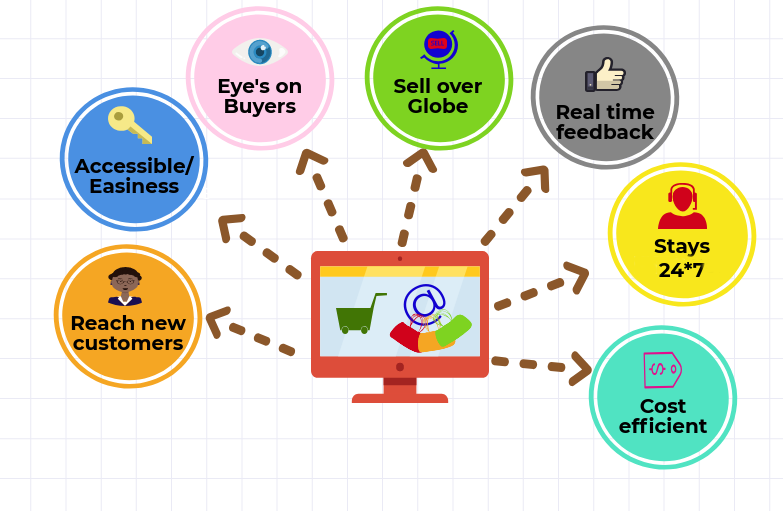 Eye's on
Buyers
Sell over
Globe
Real time
feedback
Accessible/
Easiness
Stays
24*7
Reach new
customers
Cost
efficient